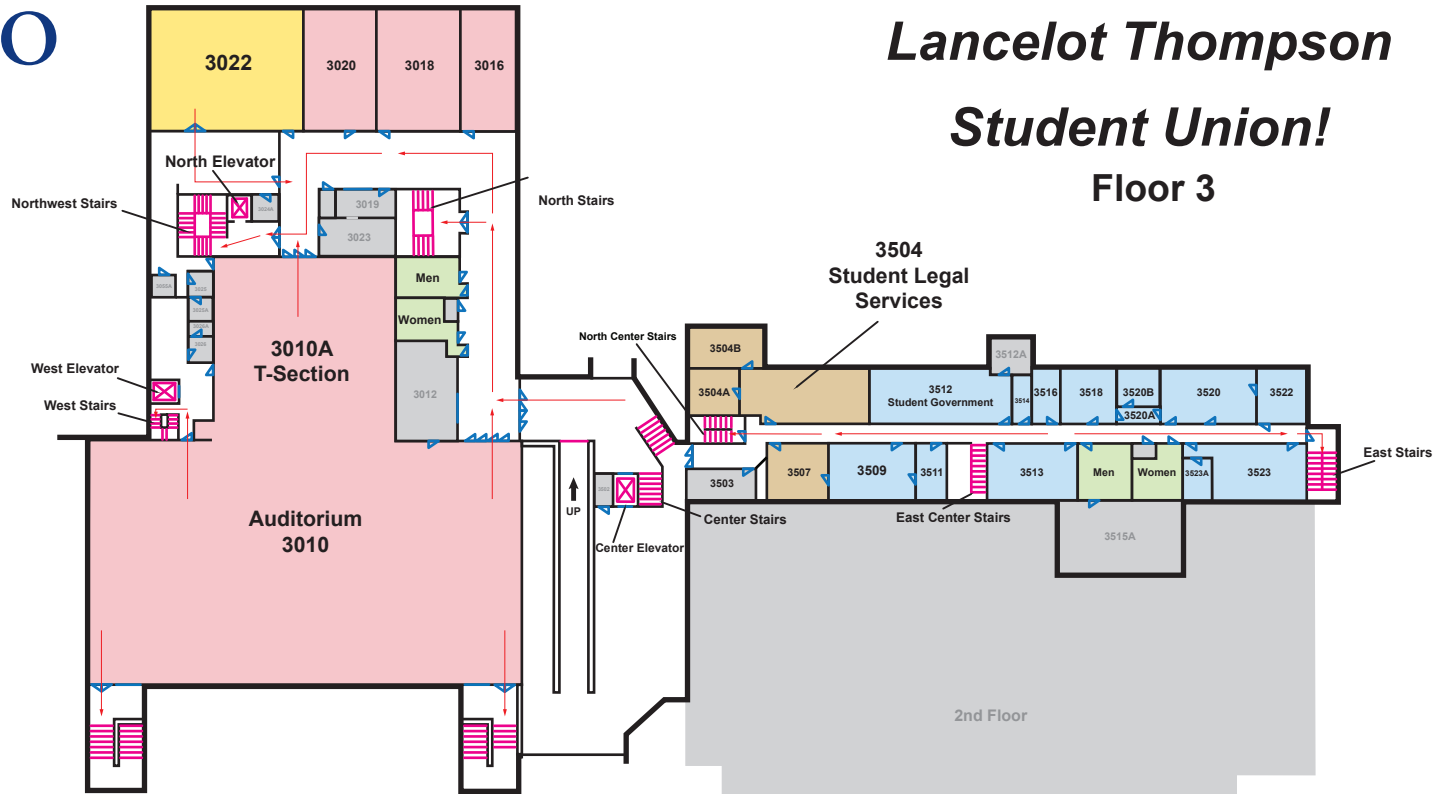 O
Lancelot Thompson
Student Union!
Floor 3
3022
3020
3018
3016
North Elevator
Northwest Stairs
North Stairs
3019
3023
Men
Women
3012
3010A
T-Section
West Elevator
West Stairs
Auditorium
3010
UP
Center Elevator
Center Stairs
North Center Stairs
3504
Student Legal
Services
3504B
3504A
3512
Student Government
3512A
3514
3516
3518
3520B
3520A
3520
3522
3503
3507
3509
3511
3513
Men
Women
3523A
3523
East Stairs
East Center Stairs
3515A
2nd Floor